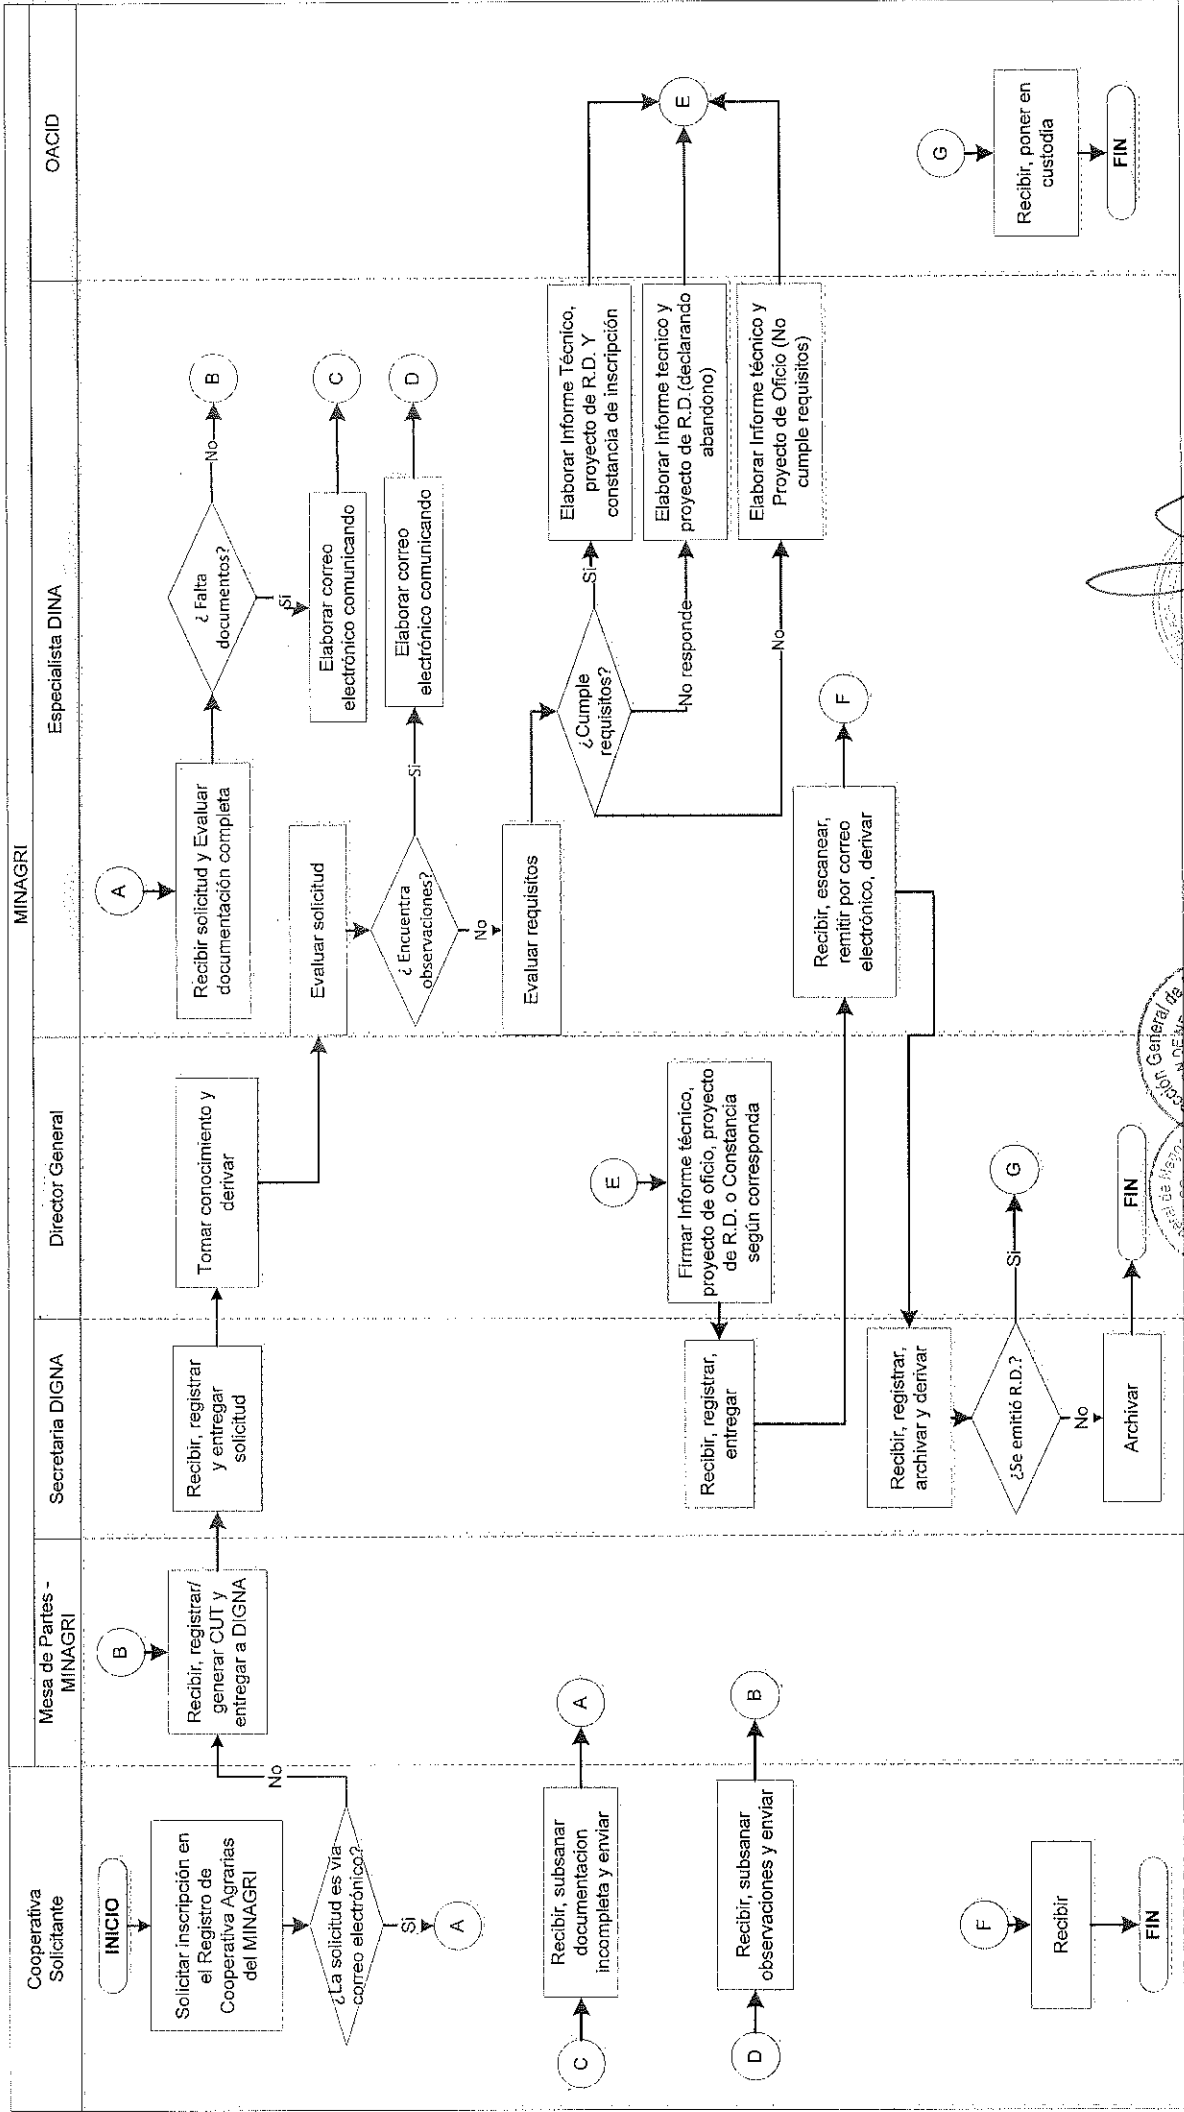 MINAGRI
Cooperativa
Solicitante
Mesa de Partes -
MINAGRI
Secretaria DIGNA
Director General
Especialista DINA
OACID
INICIO
Solicitar inscripción en
el Registro de
Cooperativa Agrarias
del MINAGRI
¿La solicitud es vía
correo electrónico?
No
Si
A
B
Recibir, registrar/
generar CUT y
entregar a DIGNA
Recibir, registrar
y entregar
solicitud
Tomar conocimiento y
derivar
A
Recibir solicitud y Evaluar
documentación completa
¿ Falta
documentos?
No
B
Si
Elaborar correo
electrónico comunicando
C
Evaluar solicitud
¿ Encuentra
observaciones?
Si
Elaborar correo
electrónico comunicando
D
No
Evaluar requisitos
¿Cumple
requisitos?
Si
Elaborar Informe Técnico,
proyecto de R.D. Y
constancia de inscripción
No responde
Elaborar Informe tecnico y
proyecto de R.D.(declarando
abandono)
No
Elaborar Informe técnico y
Proyecto de Oficio (No
cumple requisitos)
E
C
Recibir, subsanar
documentacion
incompleta y enviar
A
D
Recibir, subsanar
observaciones y enviar
B
E
Firmar Informe técnico,
proyecto de oficio, proyecto
de R.D. o Constancia
según corresponda
Recibir, registrar,
entregar
Recibir, escanear,
remitir por correo
electrónico, derivar
F
Recibir, registrar,
archivar y derivar
¿Se emitió R.D.?
Si
G
No
Archivar
FIN
G
Recibir, poner en
custodia
FIN
F
Recibir
FIN
General de